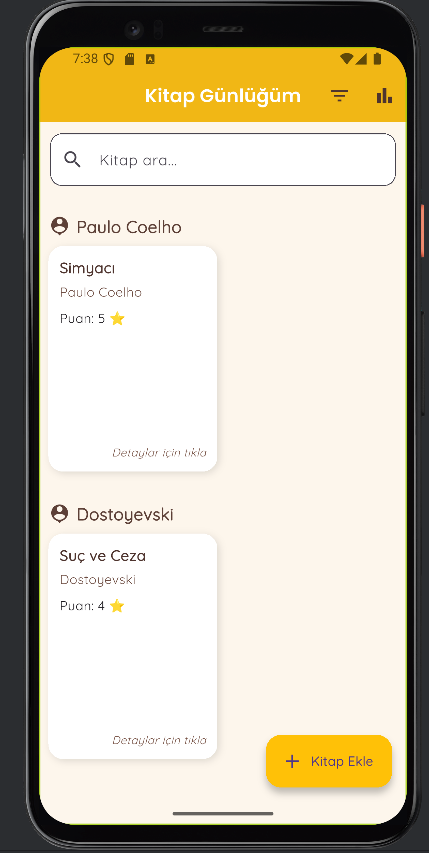 7:38
Kitap Günlüğüm
Kitap ara...
Paulo Coelho
Simyacı
Paulo Coelho
Puan: 5 ⭐
Detaylar için tıkla
Dostoyevski
Suç ve Ceza
Dostoyevski
Puan: 4 ⭐
Detaylar için tıkla
+ Kitap Ekle